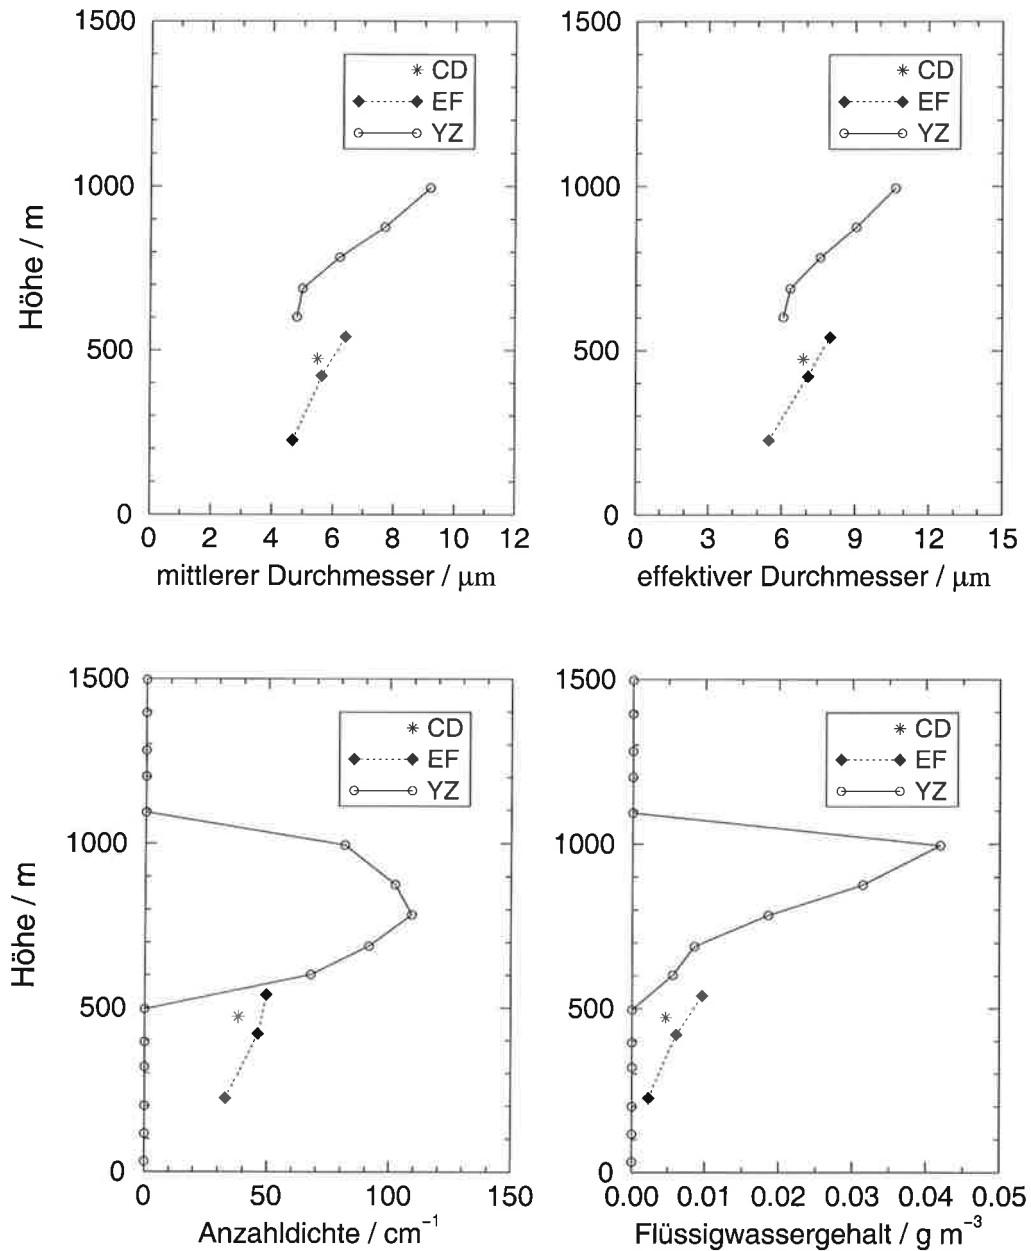 1500
1000
500
0
Höhe / m
CD
EF
YZ
0 2 4 6 8 10 12
mittlerer Durchmesser / μm
1500
1000
500
0
CD
EF
YZ
0 3 6 9 12 15
effektiver Durchmesser / μm
1500
1000
500
0
Höhe / m
CD
EF
YZ
0 50 100 150
Anzahldichte / cm⁻¹
1500
1000
500
0
CD
EF
YZ
0.00 0.01 0.02 0.03 0.04 0.05
Flüssigwassergehalt / g m⁻³